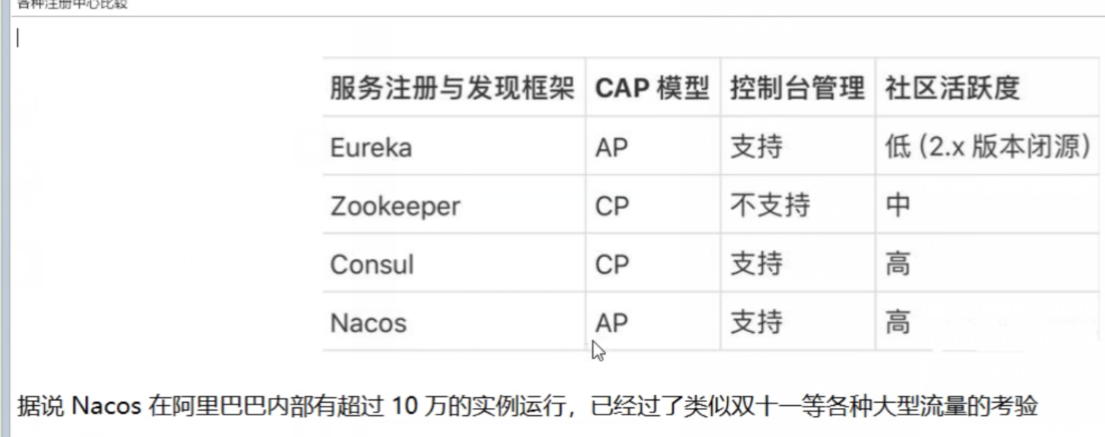 各种注册中心比较
服务注册与发现框架 CAP 模型 控制台管理 社区活跃度
Eureka AP 支持 低 (2.x 版本闭源)
Zookeeper CP 不支持 中
Consul CP 支持 高
Nacos AP 支持 高
据说 Nacos 在阿里巴巴内部有超过 10 万的实例运行，已经过了类似双十一等各种大型流量的考验